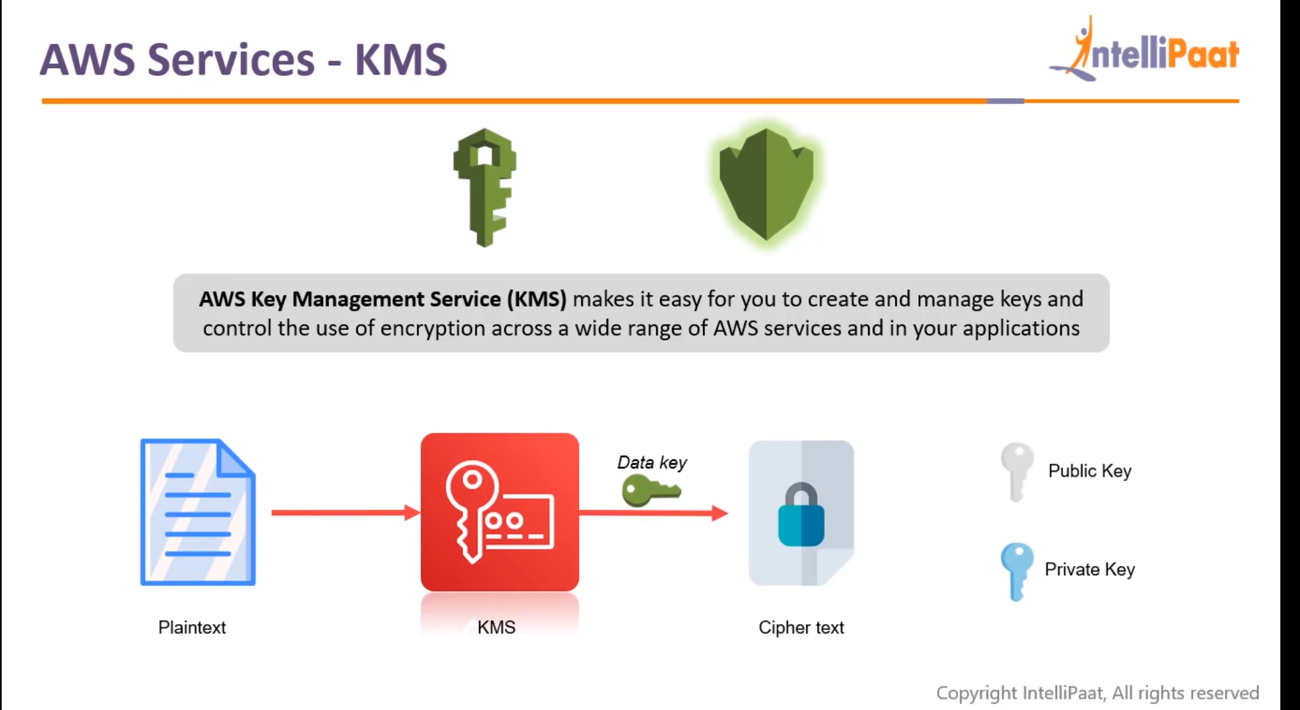 AWS Services - KMS
IntelliPaat
AWS Key Management Service (KMS) makes it easy for you to create and manage keys and
control the use of encryption across a wide range of AWS services and in your applications
Data key
Public Key
Private Key
Plaintext
KMS
Cipher text
Copyright IntelliPaat, All rights reserved